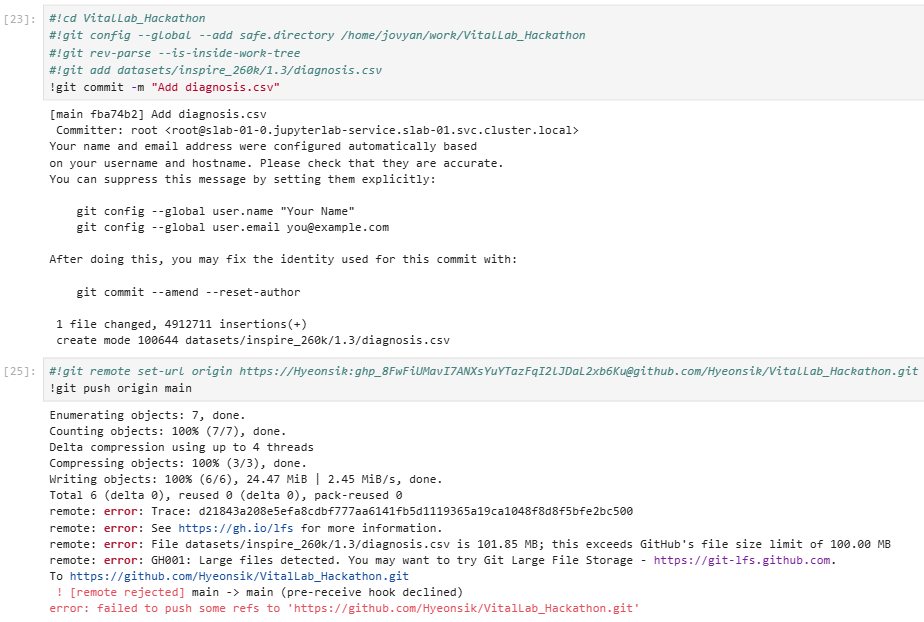 [23]: #!cd VitalLab_Hackathon
#!git config --global --add safe.directory /home/jovyan/work/VitalLab_Hackathon
#!git rev-parse --is-inside-work-tree
#!git add datasets/inspire_260k/1.3/diagnosis.csv
!git commit -m "Add diagnosis.csv"
[main fba74b2] Add diagnosis.csv
Committer: root <root@slab-01-0.jupyterlab-service.slab-01.svc.cluster.local>
Your name and email address were configured automatically based
on your username and hostname. Please check that they are accurate.
You can suppress this message by setting them explicitly:
git config --global user.name "Your Name"
git config --global user.email you@example.com
After doing this, you may fix the identity used for this commit with:
git commit --amend --reset-author
1 file changed, 4912711 insertions(+)
create mode 100644 datasets/inspire_260k/1.3/diagnosis.csv
[25]: #!git remote set-url origin https://Hyeonsik:[redacted]@github.com/Hyeonsik/VitalLab_Hackathon.git
!git push origin main
Enumerating objects: 7, done.
Counting objects: 100% (7/7), done.
Delta compression using up to 4 threads
Compressing objects: 100% (3/3), done.
Writing objects: 100% (6/6), 24.47 MiB | 2.45 MiB/s, done.
Total 6 (delta 0), reused 0 (delta 0), pack-reused 0
remote: error: Trace: d21843a208e5efa8cdbf777aa6141fb5d1119365a19ca1048f8d8f5bfe2bc500
remote: error: See https://gh.io/lfs for more information.
remote: error: File datasets/inspire_260k/1.3/diagnosis.csv is 101.85 MB; this exceeds GitHub's file size limit of 100.00 MB
remote: error: GH001: Large files detected. You may want to try Git Large File Storage - https://git-lfs.github.com.
To https://github.com/Hyeonsik/VitalLab_Hackathon.git
! [remote rejected] main -> main (pre-receive hook declined)
error: failed to push some refs to 'https://github.com/Hyeonsik/VitalLab_Hackathon.git'